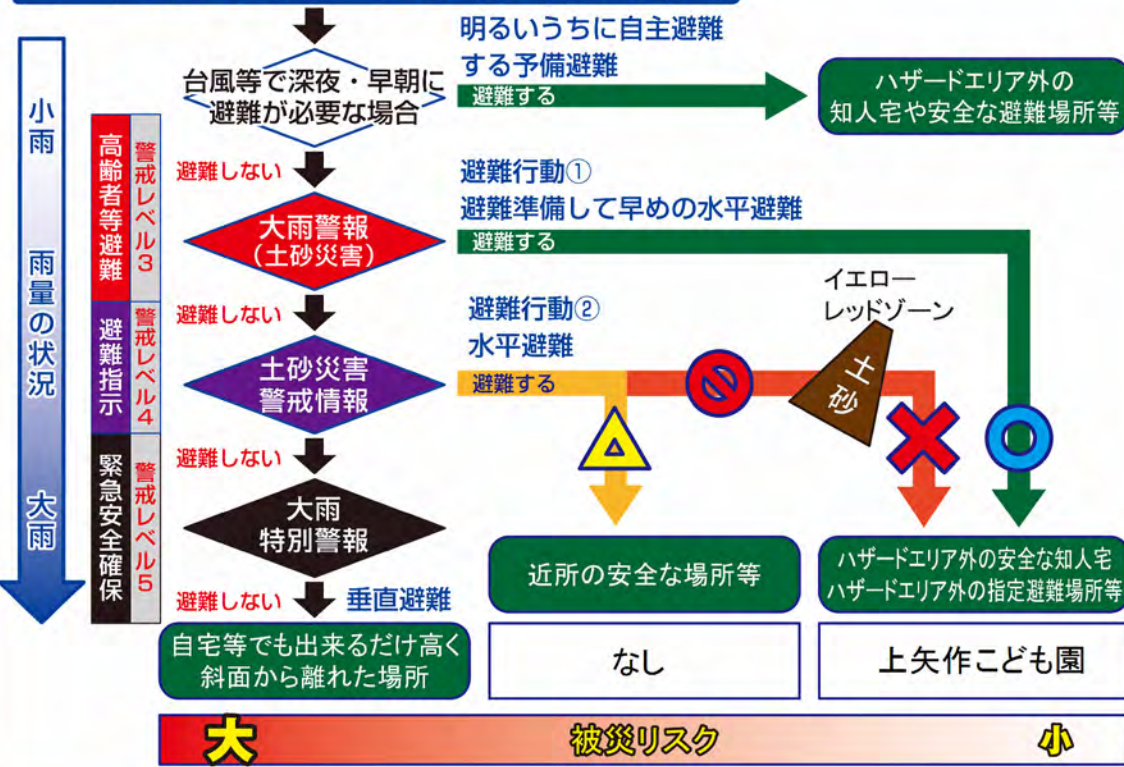 明るいうちに自主避難
する予備避難
台風等で深夜・早朝に
避難が必要な場合
避難する
ハザードエリア外の
知人宅や安全な避難場所等
小雨 雨量の状況 大雨
高齢者等避難
警戒レベル3
避難しない
避難行動①
避難準備して早めの水平避難
大雨警報
(土砂災害)
避難する
イエロー
レッドゾーン
避難指示
警戒レベル4
避難しない
避難行動②
水平避難
土砂災害
警戒情報
避難する
土砂
緊急安全確保
警戒レベル5
避難しない
大雨
特別警報
避難しない
垂直避難
自宅等でも出来るだけ高く
斜面から離れた場所
近所の安全な場所等
なし
ハザードエリア外の安全な知人宅
ハザードエリア外の指定避難場所等
上矢作こども園
大 被災リスク 小